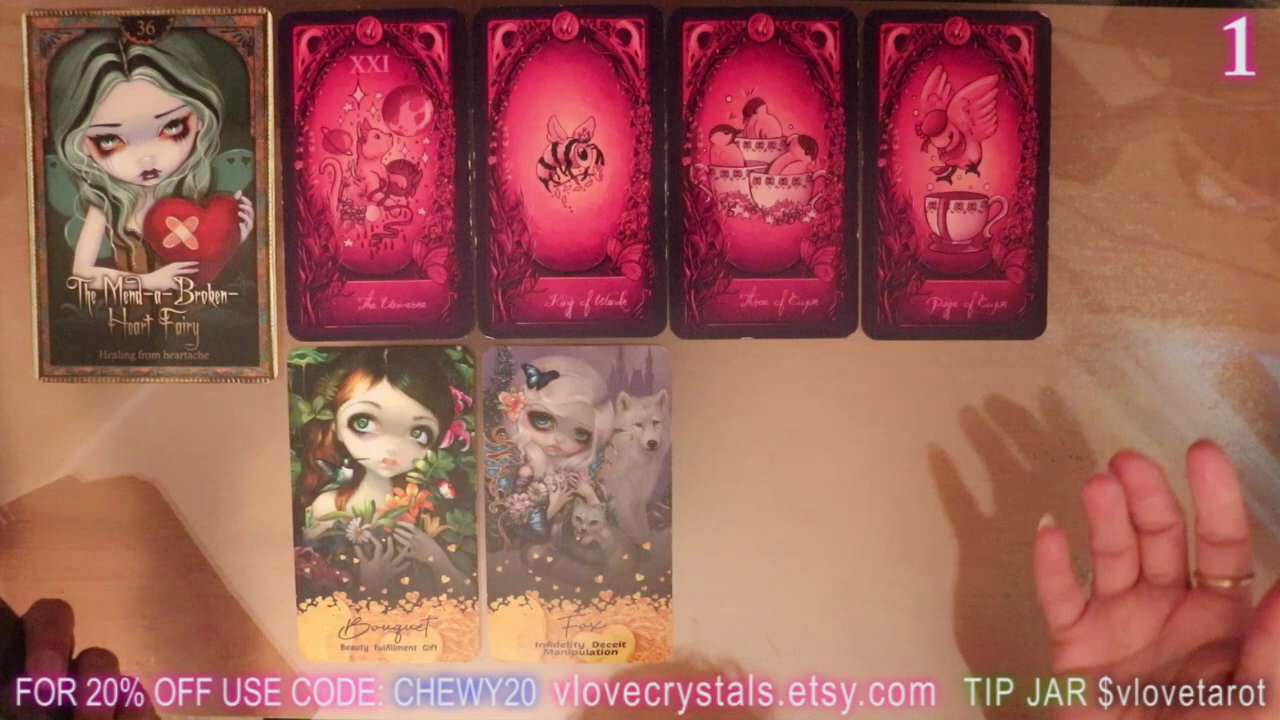 36
The Mend-a-Broken-
Heart Fairy
Healing from heartache
XXI
The Universe
King of Wands
Three of Cups
Page of Cups
1
Bouquet
Beauty Fulfillment Gift
Fox
Infidelity Deceit
Manipulation
FOR 20% OFF USE CODE: CHEWY20 vlovecrystals.etsy.com TIP JAR $vlovetarot